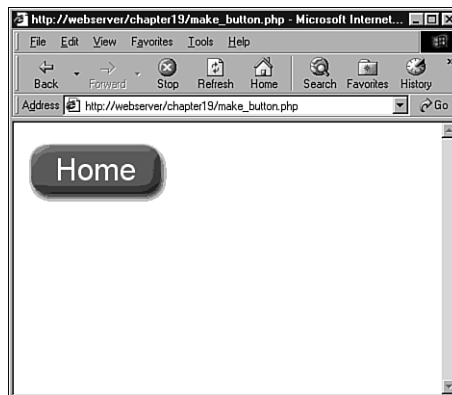 http://webserver/chapter19/make_button.php - Microsoft Internet...
File Edit View Favorites Tools Help
Back Forward Stop Refresh Home Search Favorites History »
Address http://webserver/chapter19/make_button.php Go
Home